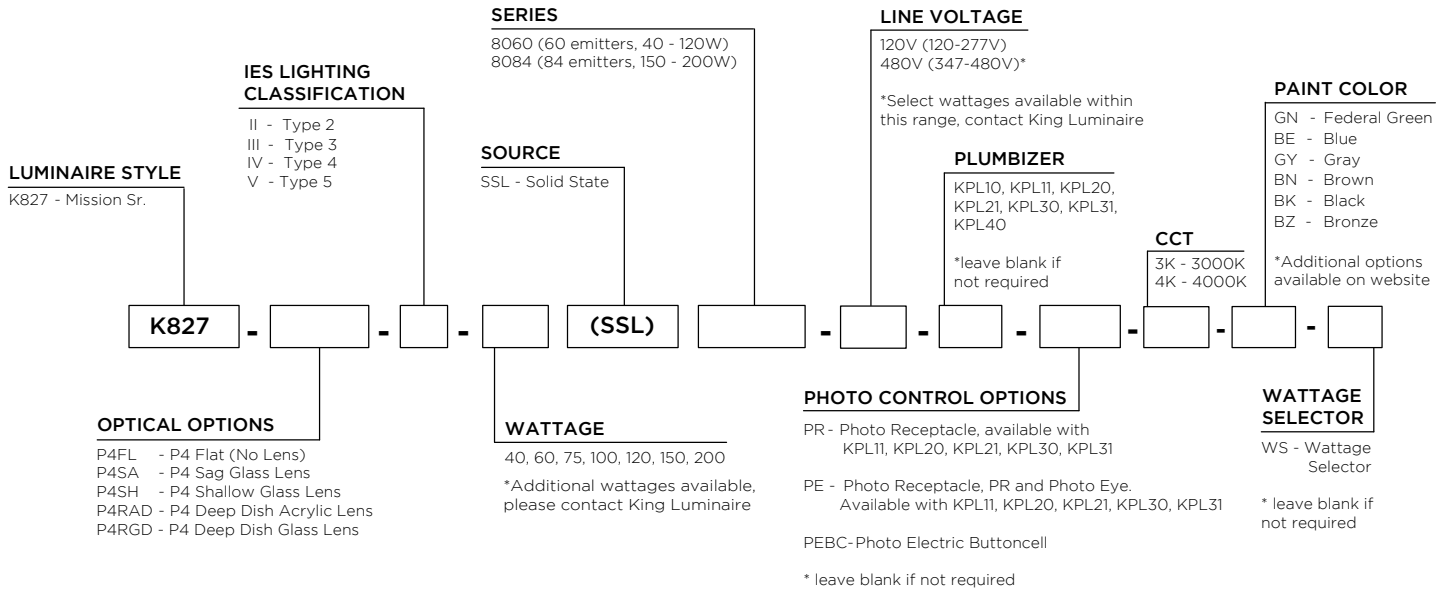 SERIES
8060 (60 emitters, 40 - 120W)
8084 (84 emitters, 150 - 200W)
LINE VOLTAGE
120V (120-277V)
480V (347-480V)*
*Select wattages available within
this range, contact King Luminaire
IES LIGHTING
CLASSIFICATION
II - Type 2
III - Type 3
IV - Type 4
V - Type 5
PAINT COLOR
GN - Federal Green
BE - Blue
GY - Gray
BN - Brown
BK - Black
BZ - Bronze
*Additional options
available on website
LUMINAIRE STYLE
K827 - Mission Sr.
SOURCE
SSL - Solid State
PLUMBIZER
KPL10, KPL11, KPL20,
KPL21, KPL30, KPL31,
KPL40
*leave blank if
not required
CCT
3K - 3000K
4K - 4000K
K827 - - - (SSL) - - - - - -
OPTICAL OPTIONS
P4FL - P4 Flat (No Lens)
P4SA - P4 Sag Glass Lens
P4SH - P4 Shallow Glass Lens
P4RAD - P4 Deep Dish Acrylic Lens
P4RGD - P4 Deep Dish Glass Lens
WATTAGE
40, 60, 75, 100, 120, 150, 200
*Additional wattages available,
please contact King Luminaire
PHOTO CONTROL OPTIONS
PR - Photo Receptacle, available with
KPL11, KPL20, KPL21, KPL30, KPL31
PE - Photo Receptacle, PR and Photo Eye.
Available with KPL11, KPL20, KPL21, KPL30, KPL31
PEBC-Photo Electric Buttoncell
* leave blank if not required
WATTAGE
SELECTOR
WS - Wattage
Selector
* leave blank if
not required